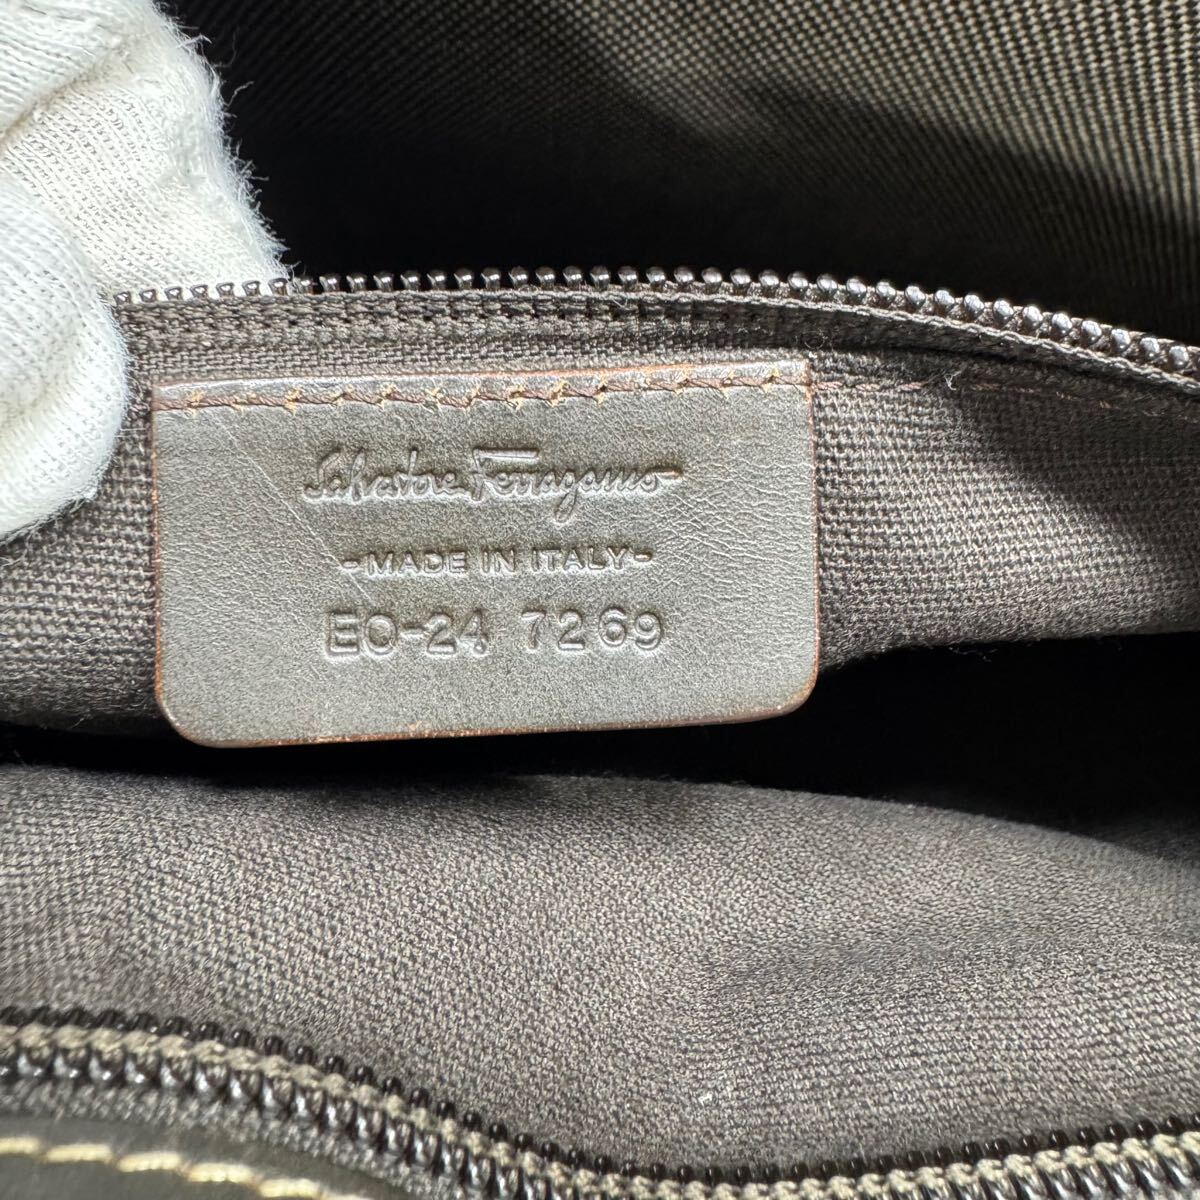 Salvatore Ferragamo
-MADE IN ITALY-
EO-24 7269